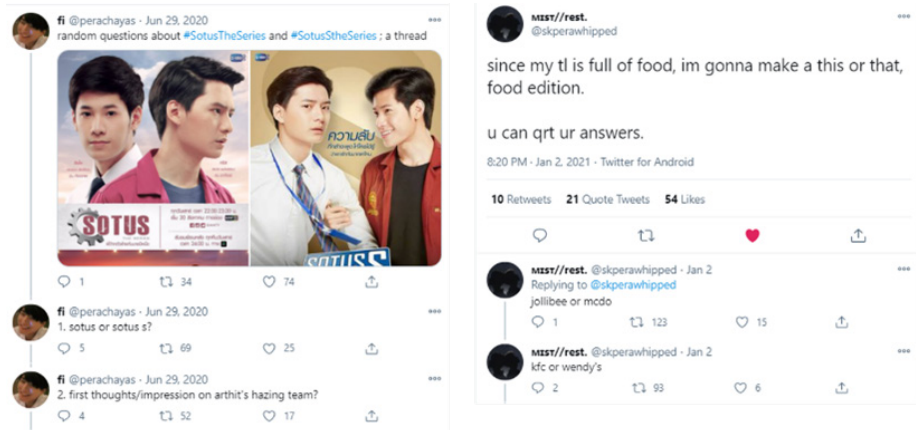 fi @perachayas · Jun 29, 2020
random questions about #SotusTheSeries and #SotusStheSeries ; a thread
ความลับ
SOTUS
SOTUS S
1 34 74
fi @perachayas · Jun 29, 2020
1. sotus or sotus s?
5 69 25
fi @perachayas · Jun 29, 2020
2. first thoughts/impression on arthit's hazing team?
4 52 17
ᴍɪsᴛ//rest.
@skperawhipped
since my tl is full of food, im gonna make a this or that,
food edition.
u can qrt ur answers.
8:20 PM · Jan 2, 2021 · Twitter for Android
10 Retweets 21 Quote Tweets 54 Likes
ᴍɪsᴛ//rest. @skperawhipped · Jan 2
Replying to @skperawhipped
jollibee or mcdo
1 123 15
ᴍɪsᴛ//rest. @skperawhipped · Jan 2
kfc or wendy's
2 93 6